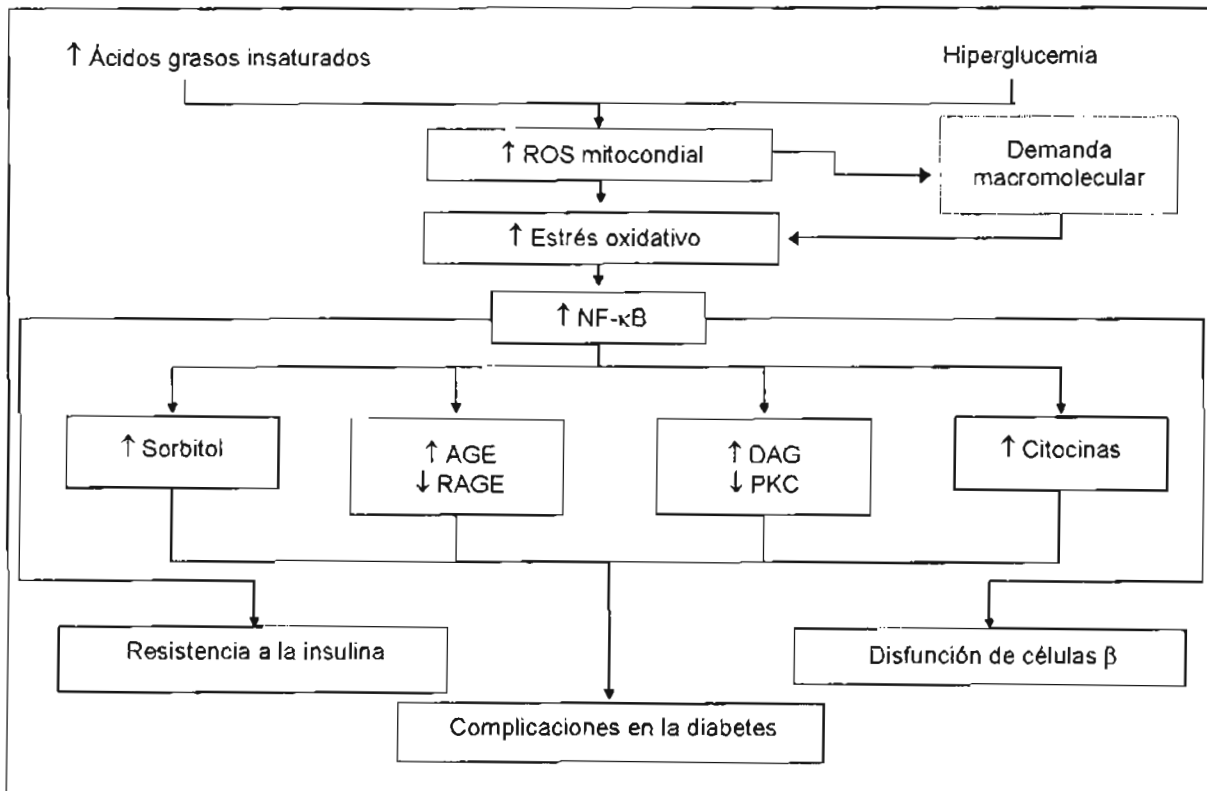 ↑ Ácidos grasos insaturados
Hiperglucemia
↑ ROS mitocondial
Demanda
macromolecular
↑ Estrés oxidativo
↑ NF-κB
↑ Sorbitol
↑ AGE
↓ RAGE
↑ DAG
↓ PKC
↑ Citocinas
Resistencia a la insulina
Disfunción de células β
Complicaciones en la diabetes